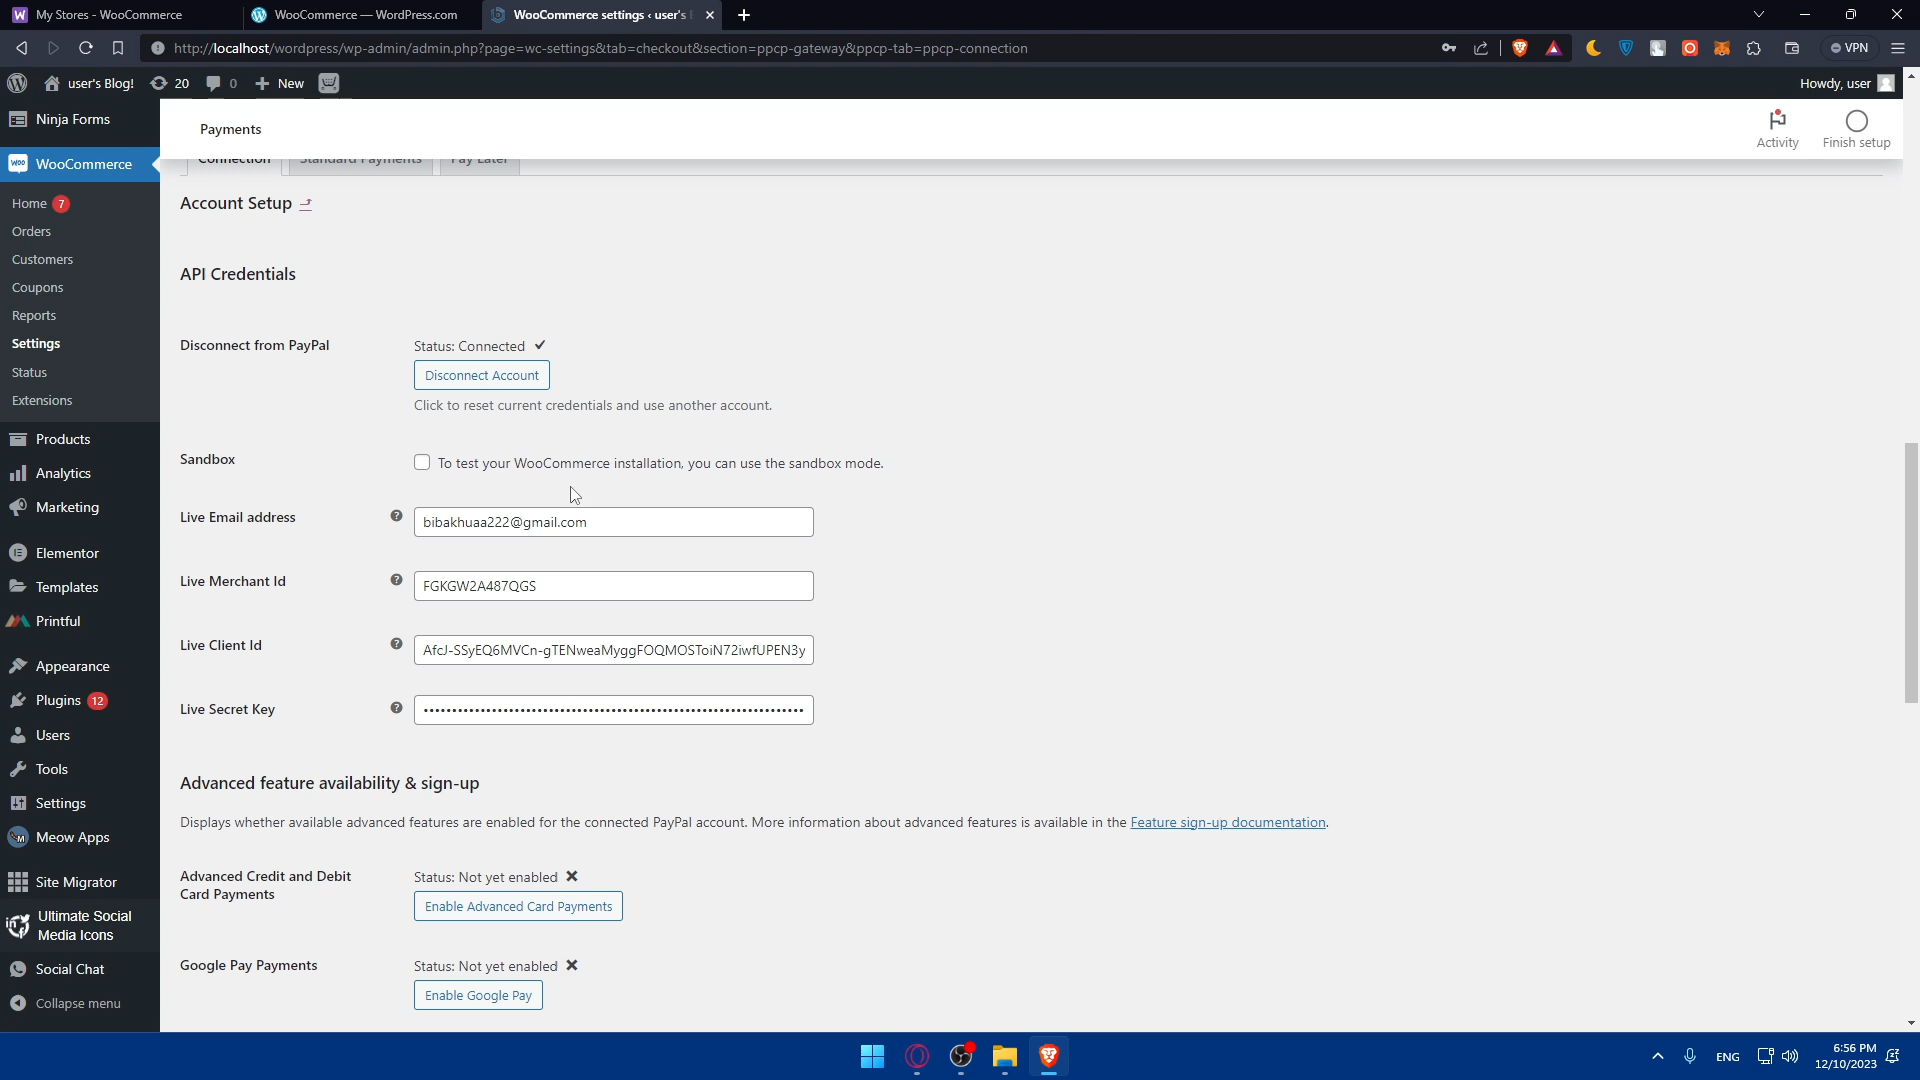 My Stores - WooCommerce
WooCommerce — WordPress.com
WooCommerce settings ‹ user's
http://localhost/wordpress/wp-admin/admin.php?page=wc-settings&tab=checkout&section=ppcp-gateway&ppcp-tab=ppcp-connection
VPN
user's Blog!
20
0
New
Howdy, user
Ninja Forms
WooCommerce
Home 7
Orders
Customers
Coupons
Reports
Settings
Status
Extensions
Products
Analytics
Marketing
Elementor
Templates
Printful
Appearance
Plugins 12
Users
Tools
Settings
Meow Apps
Site Migrator
Ultimate Social
Media Icons
Social Chat
Collapse menu
Payments
Activity
Finish setup
Connection
Standard Payments
Pay Later
Account Setup
API Credentials
Disconnect from PayPal
Status: Connected
Disconnect Account
Click to reset current credentials and use another account.
Sandbox
To test your WooCommerce installation, you can use the sandbox mode.
Live Email address
bibakhuaa222@gmail.com
Live Merchant Id
FGKGW2A487QGS
Live Client Id
AfcJ-SSyEQ6MVCn-gTENweaMyggFOQMOSToiN72iwfUPEN3y
Live Secret Key
Advanced feature availability & sign-up
Displays whether available advanced features are enabled for the connected PayPal account. More information about advanced features is available in the Feature sign-up documentation.
Advanced Credit and Debit
Card Payments
Status: Not yet enabled
Enable Advanced Card Payments
Google Pay Payments
Status: Not yet enabled
Enable Google Pay
ENG
6:56 PM
12/10/2023